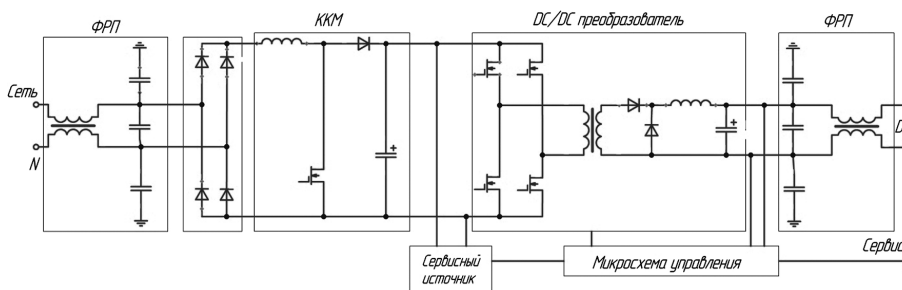 ФРП
ККМ
DC/DC преобразователь
ФРП
Сеть
N
Сервисный
источник
Микросхема управления